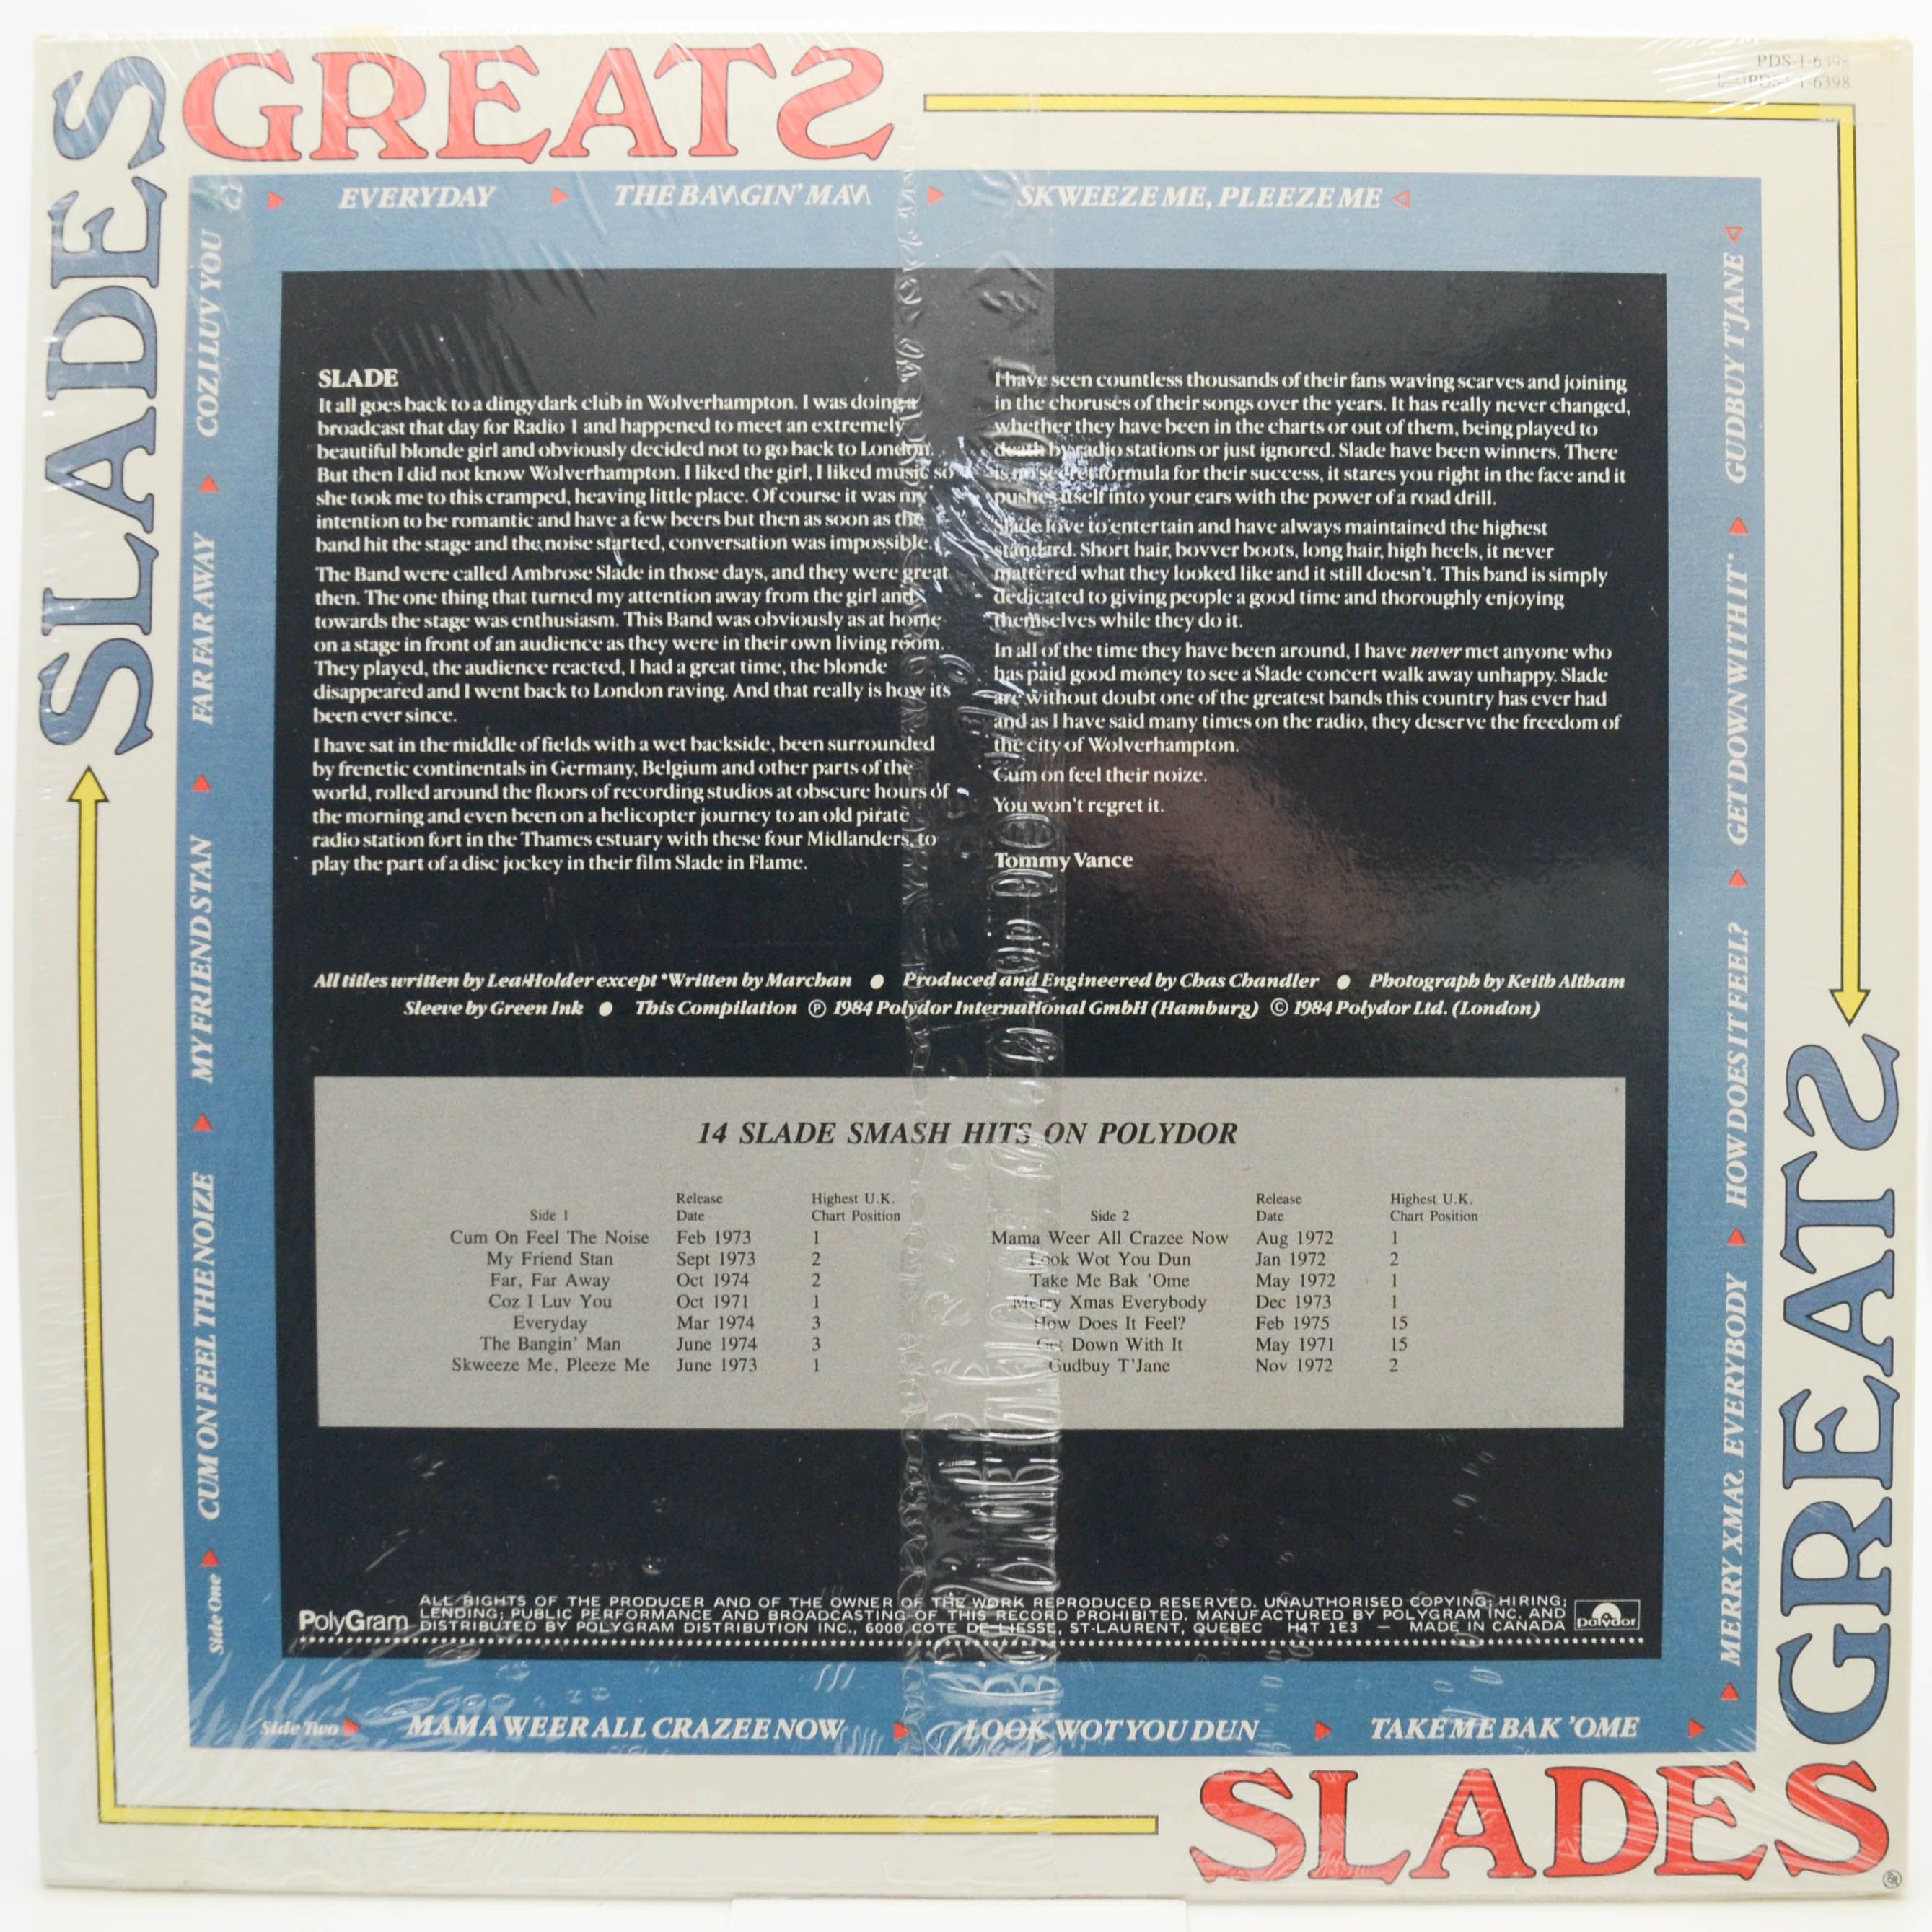 SLADES
GREATS
PDS-1-6398
PDS4-1-6398
EVERYDAY THE BANGIN' MAN SKWEEZE ME, PLEEZE ME
COZ I LUV YOU
FAR FAR AWAY
MY FRIEND STAN
CUM ON FEEL THE NOIZE
Side One
SLADE
It all goes back to a dingy dark club in Wolverhampton. I was doing a
broadcast that day for Radio 1 and happened to meet an extremely
beautiful blonde girl and obviously decided not to go back to London.
But then I did not know Wolverhampton. I liked the girl, I liked music so
she took me to this cramped, heaving little place. Of course it was my
intention to be romantic and have a few beers but then as soon as the
band hit the stage and the noise started, conversation was impossible.
The Band were called Ambrose Slade in those days, and they were great
then. The one thing that turned my attention away from the girl and
towards the stage was enthusiasm. This Band was obviously as at home
on a stage in front of an audience as they were in their own living room.
They played, the audience reacted, I had a great time, the blonde
disappeared and I went back to London raving. And that really is how its
been ever since.
I have sat in the middle of fields with a wet backside, been surrounded
by frenetic continentals in Germany, Belgium and other parts of the
world, rolled around the floors of recording studios at obscure hours of
the morning and even been on a helicopter journey to an old pirate
radio station fort in the Thames estuary with these four Midlanders, to
play the part of a disc jockey in their film Slade in Flame.
I have seen countless thousands of their fans waving scarves and joining
in the choruses of their songs over the years. It has really never changed,
whether they have been in the charts or out of them, being played to
death by radio stations or just ignored. Slade have been winners. There
is no secret formula for their success, it stares you right in the face and it
pushes itself into your ears with the power of a road drill.
Slade love to entertain and have always maintained the highest
standard. Short hair, bovver boots, long hair, high heels, it never
mattered what they looked like and it still doesn't. This band is simply
dedicated to giving people a good time and thoroughly enjoying
themselves while they do it.
In all of the time they have been around, I have never met anyone who
has paid good money to see a Slade concert walk away unhappy. Slade
are without doubt one of the greatest bands this country has ever had
and as I have said many times on the radio, they deserve the freedom of
the city of Wolverhampton.
Cum on feel their noize.
You won't regret it.
Tommy Vance
All titles written by Lea/Holder except *Written by Marchan ● Produced and Engineered by Chas Chandler ● Photograph by Keith Altham
Sleeve by Green Ink ● This Compilation ℗ 1984 Polydor International GmbH (Hamburg) © 1984 Polydor Ltd. (London)
14 SLADE SMASH HITS ON POLYDOR
Side 1 Release Date Highest U.K. Chart Position
Cum On Feel The Noise Feb 1973 1
My Friend Stan Sept 1973 2
Far, Far Away Oct 1974 2
Coz I Luv You Oct 1971 1
Everyday Mar 1974 3
The Bangin' Man June 1974 3
Skweeze Me, Pleeze Me June 1973 1
Side 2 Release Date Highest U.K. Chart Position
Mama Weer All Crazee Now Aug 1972 1
Look Wot You Dun Jan 1972 2
Take Me Bak 'Ome May 1972 1
Merry Xmas Everybody Dec 1973 1
How Does It Feel? Feb 1975 15
Get Down With It May 1971 15
Gudbuy T'Jane Nov 1972 2
PolyGram
ALL RIGHTS OF THE PRODUCER AND OF THE OWNER OF THE WORK REPRODUCED RESERVED. UNAUTHORISED COPYING; HIRING;
LENDING; PUBLIC PERFORMANCE AND BROADCASTING OF THIS RECORD PROHIBITED. MANUFACTURED BY POLYGRAM INC. AND
DISTRIBUTED BY POLYGRAM DISTRIBUTION INC., 6000 COTE DE LIESSE, ST-LAURENT, QUEBEC H4T 1E3 — MADE IN CANADA
polydor
GUDBUY T'JANE
GET DOWN WITH IT*
HOW DOES IT FEEL?
MERRY XMAS EVERYBODY
Side Two MAMA WEER ALL CRAZEE NOW LOOK WOT YOU DUN TAKE ME BAK 'OME
GREATS
SLADES